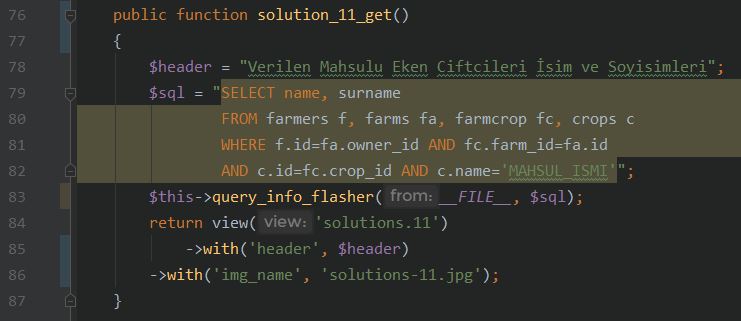 76 public function solution_11_get()
77 {
78 $header = "Verilen Mahsulu Eken Ciftcileri İsim ve Soyisimleri";
79 $sql = "SELECT name, surname
80 FROM farmers f, farms fa, farmcrop fc, crops c
81 WHERE f.id=fa.owner_id AND fc.farm_id=fa.id
82 AND c.id=fc.crop_id AND c.name='MAHSUL_ISMI'";
83 $this->query_info_flasher( from: __FILE__, $sql);
84 return view( view: 'solutions.11')
85 ->with('header', $header)
86 ->with('img_name', 'solutions-11.jpg');
87 }